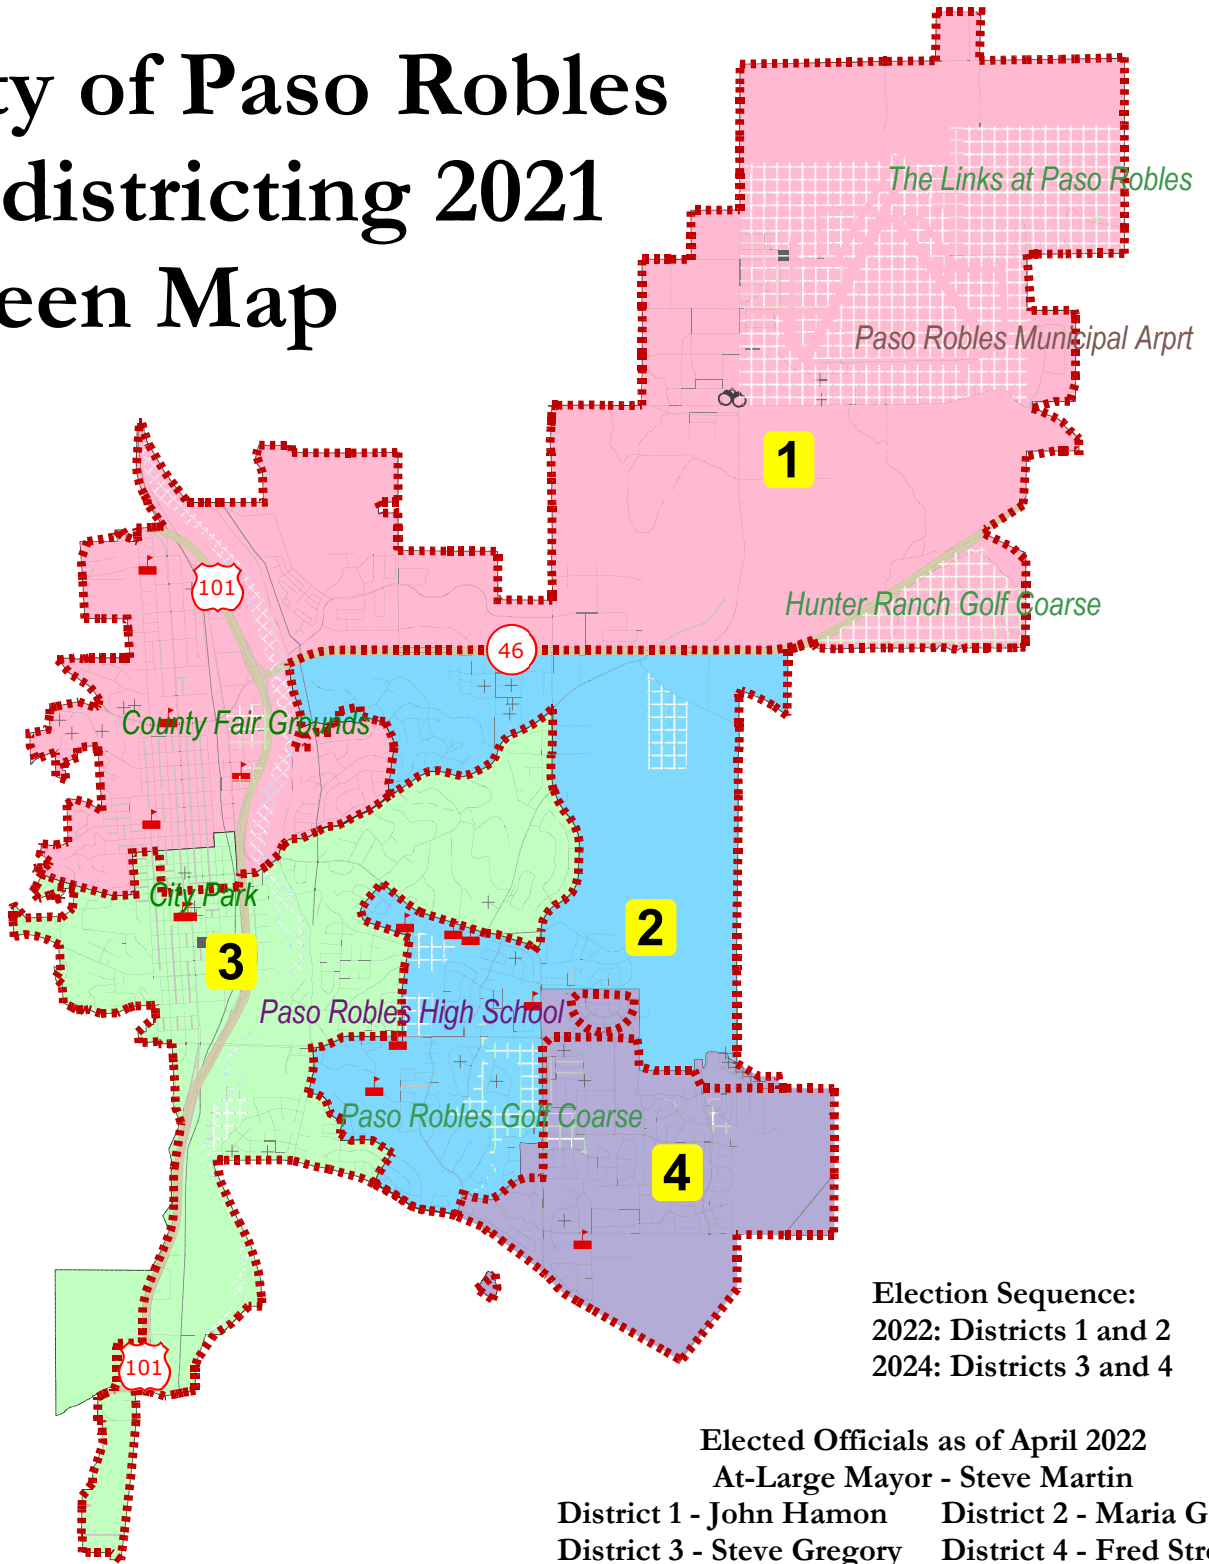 ty of Paso Robles
districting 2021
een Map
The Links at Paso Robles
Paso Robles Municipal Arprt
1
101
Hunter Ranch Golf Coarse
46
County Fair Grounds
City Park
2
3
Paso Robles High School
Paso Robles Golf Coarse
4
Election Sequence:
2022: Districts 1 and 2
2024: Districts 3 and 4
101
Elected Officials as of April 2022
At-Large Mayor - Steve Martin
District 1 - John Hamon District 2 - Maria G
District 3 - Steve Gregory District 4 - Fred Str